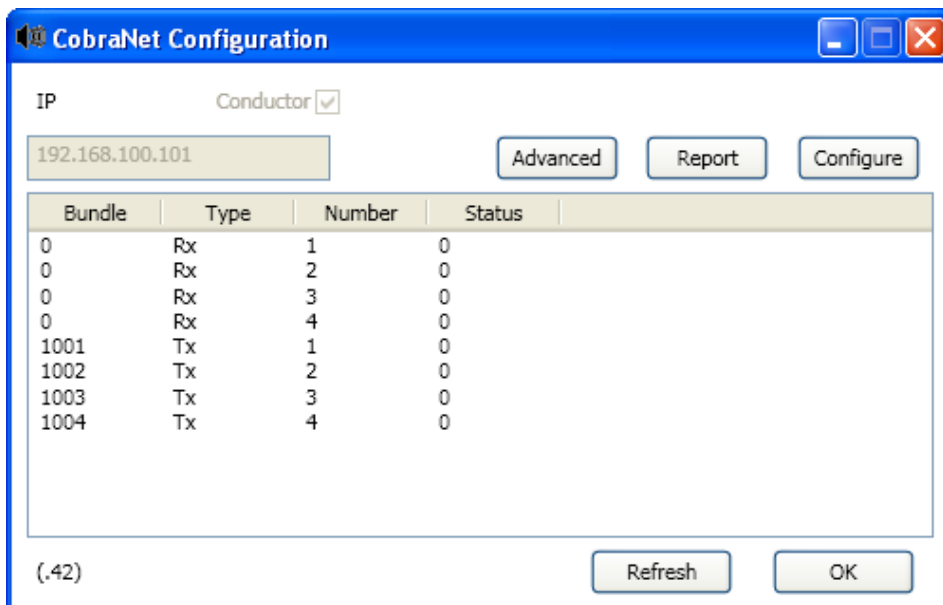 CobraNet Configuration
IP Conductor
192.168.100.101 Advanced Report Configure
Bundle Type Number Status
0 Rx 1 0
0 Rx 2 0
0 Rx 3 0
0 Rx 4 0
1001 Tx 1 0
1002 Tx 2 0
1003 Tx 3 0
1004 Tx 4 0
(.42) Refresh OK